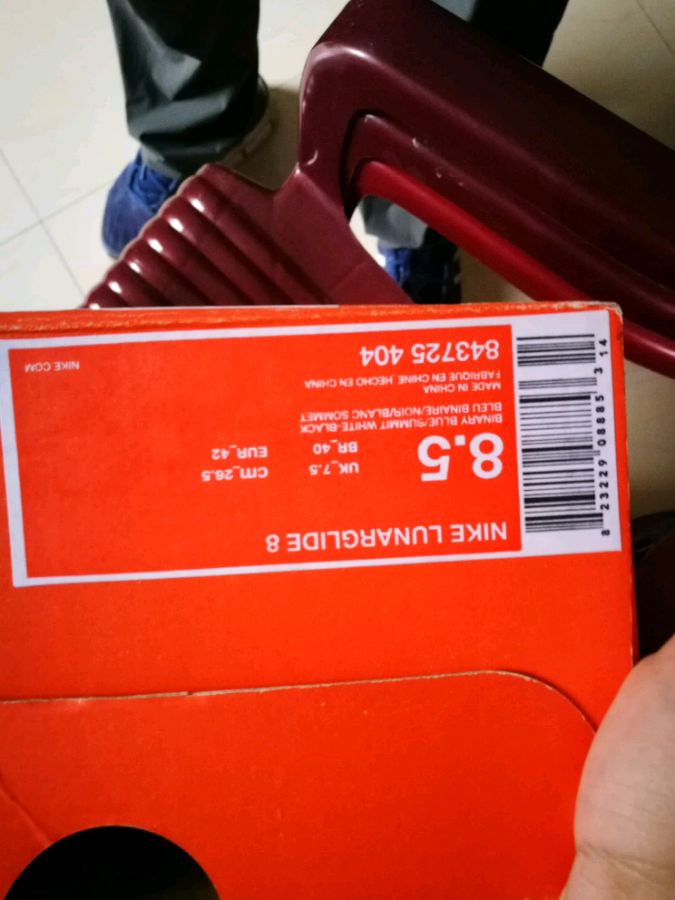 NIKE LUNARGLIDE 8
8.5
UK_7.5
cm_26.5
BR_40
EUR_42
BINARY BLUE/SUMMIT WHITE-BLACK
BLEU BINAIRE/NOIR/BLANC SOMMET
MADE IN CHINA
FABRIQUE EN CHINE, HECHO EN CHINA
843725 404
NIKE.COM
8 23229 08885 3 14